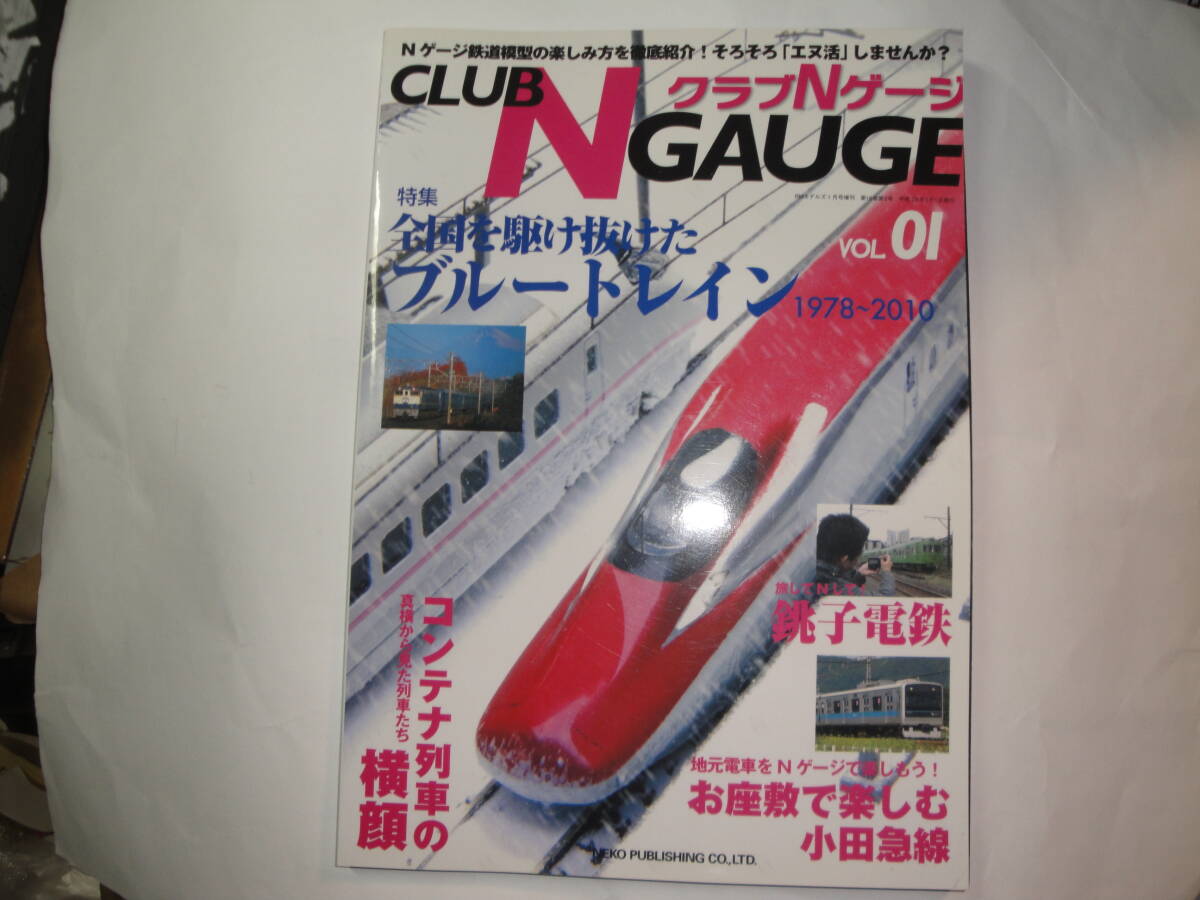 Nゲージ鉄道模型の楽しみ方を徹底紹介！そろそろ「エヌ活」しませんか？
CLUB N GAUGE
クラブNゲージ
VOL 01
特集
全国を駆け抜けた
ブルートレイン
1978~2010
旅してNして
銚子電鉄
コンテナ列車の
横顔
真横から見た列車たち
地元電車をNゲージで楽しもう！
お座敷で楽しむ
小田急線
NEKO PUBLISHING CO.,LTD.